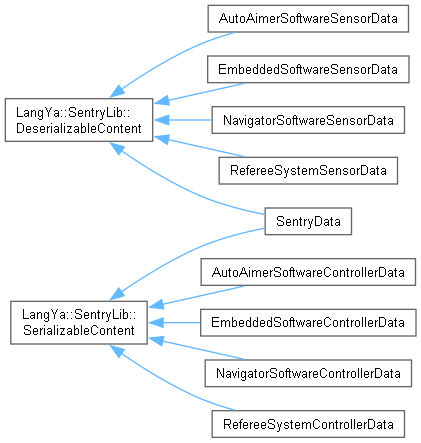 AutoAimerSoftwareSensorData
EmbeddedSoftwareSensorData
LangYa::SentryLib::
DeserializableContent
NavigatorSoftwareSensorData
RefereeSystemSensorData
SentryData
AutoAimerSoftwareControllerData
LangYa::SentryLib::
SerializableContent
EmbeddedSoftwareControllerData
NavigatorSoftwareControllerData
RefereeSystemControllerData